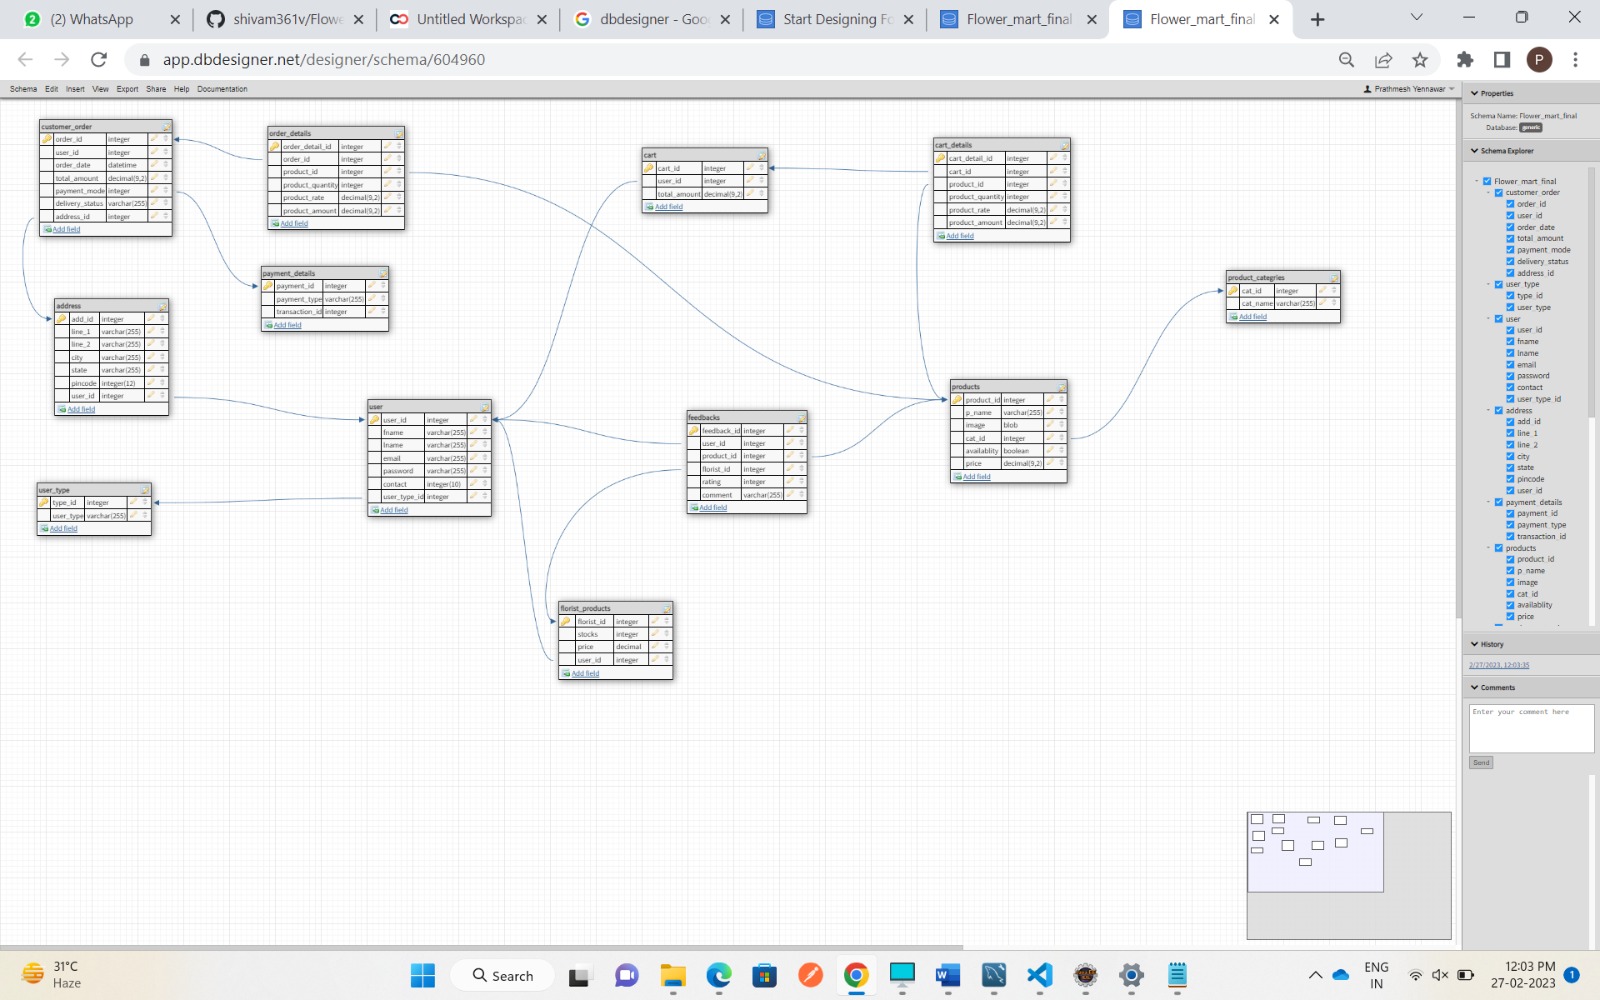 (2) WhatsApp
shivam361v/Flowe
Untitled Workspac
dbdesigner - Goo
Start Designing Fo
Flower_mart_final
Flower_mart_final
app.dbdesigner.net/designer/schema/604960
P
Schema Edit Insert View Export Share Help Documentation
Prathmesh Yennawar
customer_order
order_id integer
user_id integer
order_date datetime
total_amount decimal(9,2)
payment_mode integer
delivery_status varchar(255)
address_id integer
Add field
order_details
order_detail_id integer
order_id integer
product_id integer
product_quantity integer
product_rate decimal(9,2)
product_amount decimal(9,2)
Add field
cart
cart_id integer
user_id integer
total_amount decimal(9,2)
Add field
cart_details
cart_detail_id integer
cart_id integer
product_id integer
product_quantity integer
product_rate decimal(9,2)
product_amount decimal(9,2)
Add field
payment_details
payment_id integer
payment_type varchar(255)
transaction_id integer
Add field
product_categries
cat_id integer
cat_name varchar(255)
Add field
address
add_id integer
line_1 varchar(255)
line_2 varchar(255)
city varchar(255)
state varchar(255)
pincode integer(12)
user_id integer
Add field
user
user_id integer
fname varchar(255)
lname varchar(255)
email varchar(255)
password varchar(255)
contact integer(10)
user_type_id integer
Add field
feedbacks
feedback_id integer
user_id integer
product_id integer
florist_id integer
rating integer
comment varchar(255)
Add field
products
product_id integer
p_name varchar(255)
image blob
cat_id integer
availablity boolean
price decimal(9,2)
Add field
user_type
type_id integer
user_type varchar(255)
Add field
florist_products
florist_id integer
stocks integer
price decimal
user_id integer
Add field
Properties
Schema Name: Flower_mart_final
Database: generic
Schema Explorer
Flower_mart_final
customer_order
order_id
user_id
order_date
total_amount
payment_mode
delivery_status
address_id
user_type
type_id
user_type
user
user_id
fname
lname
email
password
contact
user_type_id
address
add_id
line_1
line_2
city
state
pincode
user_id
payment_details
payment_id
payment_type
transaction_id
products
product_id
p_name
image
cat_id
availablity
price
History
2/27/2023, 12:03:35
Comments
Enter your comment here
Send
31°C
Haze
Search
ENG
IN
12:03 PM
27-02-2023
1